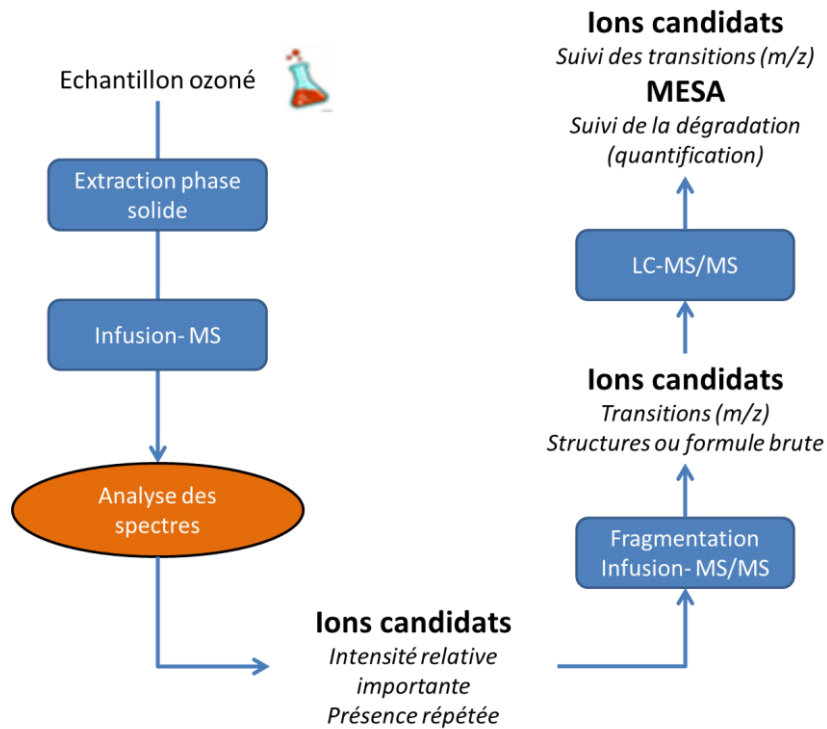 Echantillon ozoné
Extraction phase
solide
Infusion- MS
Analyse des
spectres
Ions candidats
Intensité relative
importante
Présence répétée
Fragmentation
Infusion- MS/MS
Ions candidats
Transitions (m/z)
Structures ou formule brute
LC-MS/MS
Ions candidats
Suivi des transitions (m/z)
MESA
Suivi de la dégradation
(quantification)